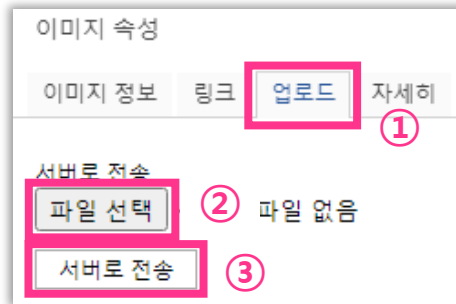 이미지 속성
이미지 정보 링크 업로드 자세히
①
서버로 전송
파일 선택 ② 파일 없음
서버로 전송 ③